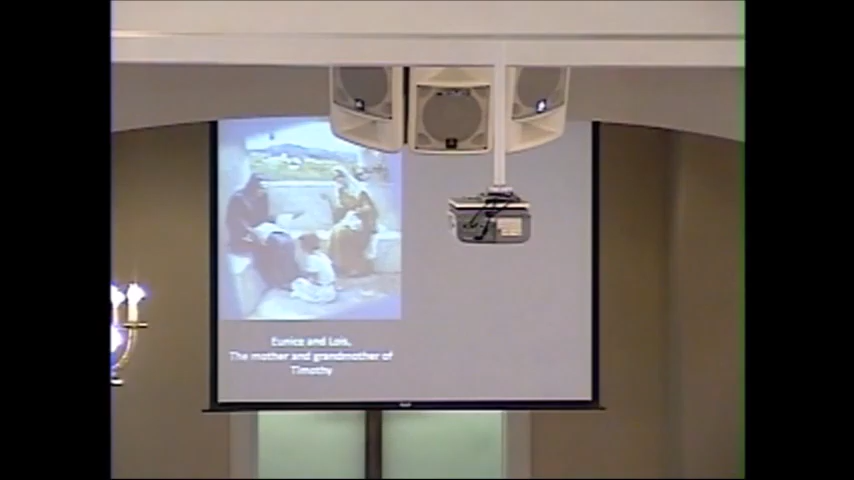 Eunice and Lois,
The mother and grandmother of
Timothy